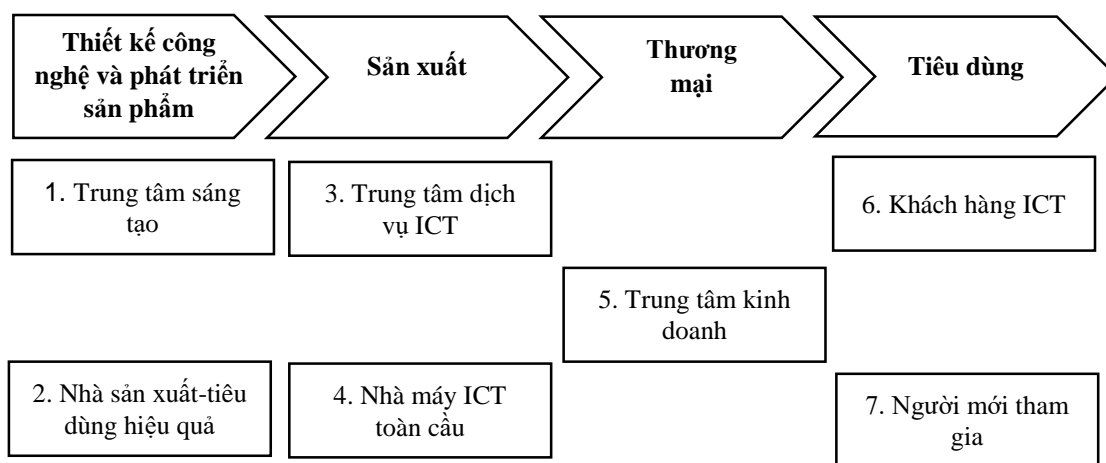 Thiết kế công
nghệ và phát triển
sản phẩm
Sản xuất
Thương
mại
Tiêu dùng
1. Trung tâm sáng
tạo
3. Trung tâm dịch
vụ ICT
6. Khách hàng ICT
5. Trung tâm kinh
doanh
2. Nhà sản xuất-tiêu
dùng hiệu quả
4. Nhà máy ICT
toàn cầu
7. Người mới tham
gia